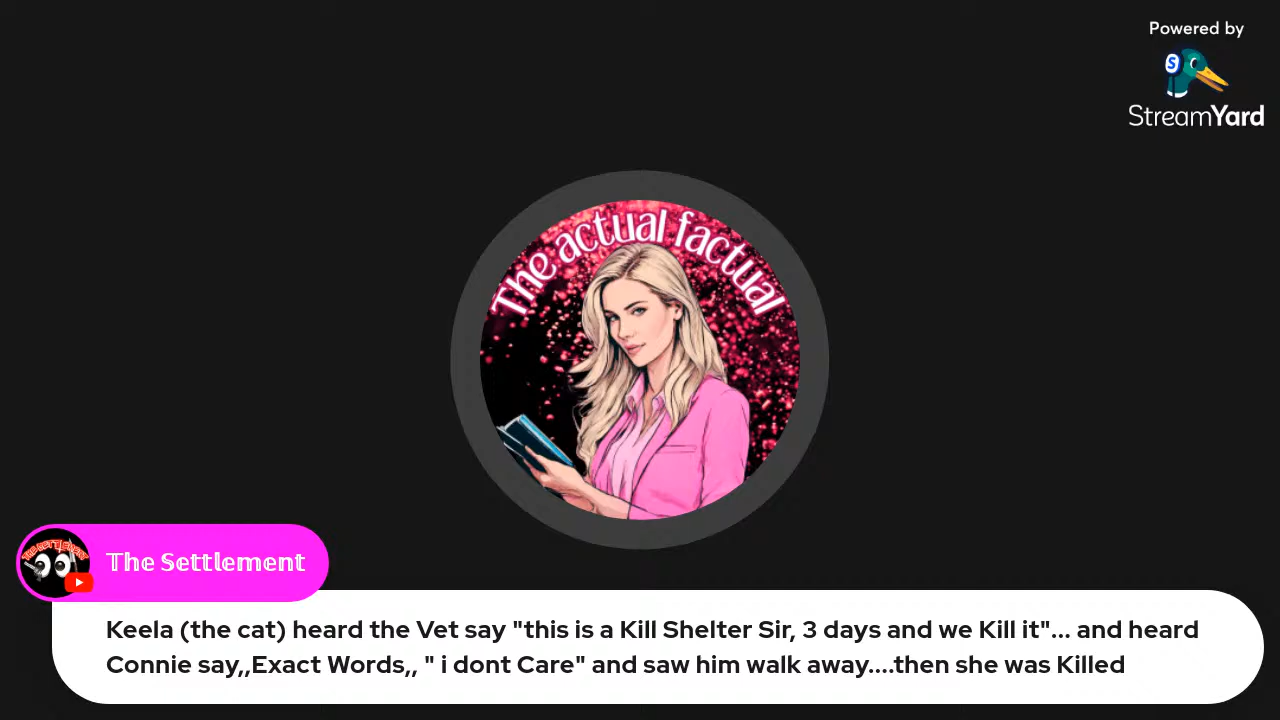 Powered by
StreamYard
The actual factual
The Settlement
Keela (the cat) heard the Vet say "this is a Kill Shelter Sir, 3 days and we Kill it"... and heard
Connie say,,Exact Words,, " i dont Care" and saw him walk away....then she was Killed